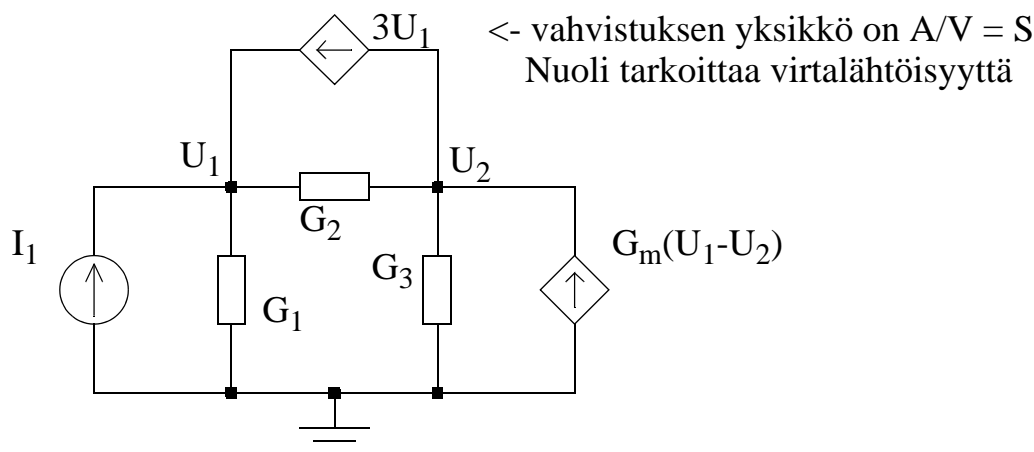 3U1 <- vahvistuksen yksikkö on A/V = S
Nuoli tarkoittaa virtalähtöisyyttä
U1
U2
G2
I1
G1
G3
Gm(U1-U2)